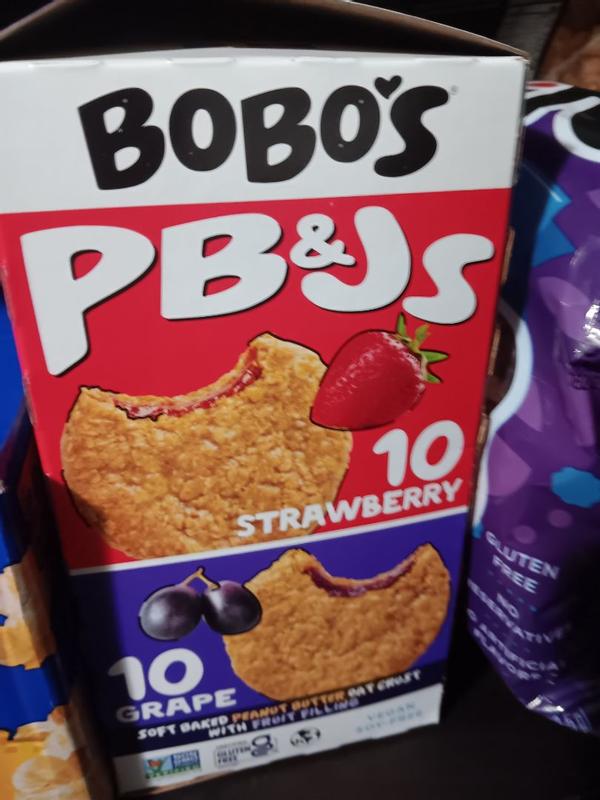 BOBO'S
PB&JS
10
STRAWBERRY
10
GRAPE
SOFT BAKED PEANUT BUTTER OAT CRUST
WITH FRUIT FILLING
VEGAN
SOY-FREE
GLUTEN
FREE
GLUTEN
FREE
NO